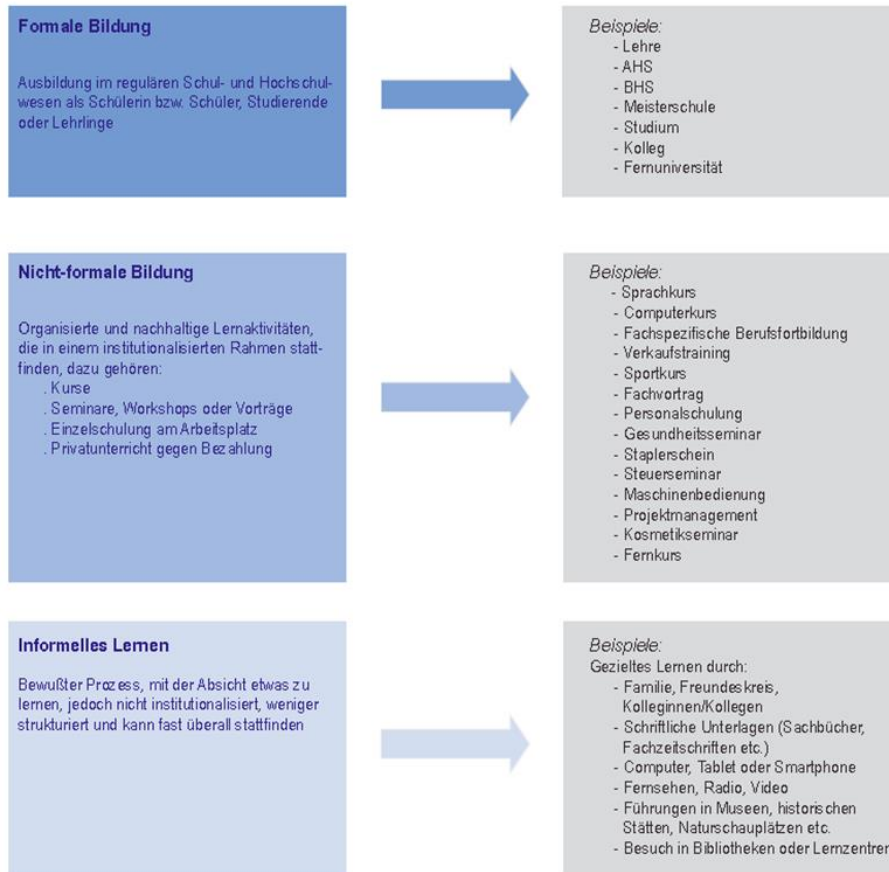 Formale Bildung
Ausbildung im regulären Schul- und Hochschul-
wesen als Schülerin bzw. Schüler, Studierende
oder Lehrlinge
Beispiele:
- Lehre
- AHS
- BHS
- Meisterschule
- Studium
- Kolleg
- Fernuniversität
Nicht-formale Bildung
Organisierte und nachhaltige Lernaktivitäten,
die in einem institutionalisierten Rahmen statt-
finden, dazu gehören:
. Kurse
. Seminare, Workshops oder Vorträge
. Einzelschulung am Arbeitsplatz
. Privatunterricht gegen Bezahlung
Beispiele:
- Sprachkurs
- Computerkurs
- Fachspezifische Berufsfortbildung
- Verkaufstraining
- Sportkurs
- Fachvortrag
- Personalschulung
- Gesundheitsseminar
- Staplerschein
- Steuerseminar
- Maschinenbedienung
- Projektmanagement
- Kosmetikseminar
- Fernkurs
Informelles Lernen
Bewußter Prozess, mit der Absicht etwas zu
lernen, jedoch nicht institutionalisiert, weniger
strukturiert und kann fast überall stattfinden
Beispiele:
Gezieltes Lernen durch:
- Familie, Freundeskreis,
Kolleginnen/Kollegen
- Schriftliche Unterlagen (Sachbücher,
Fachzeitschriften etc.)
- Computer, Tablet oder Smartphone
- Fernsehen, Radio, Video
- Führungen in Museen, historischen
Stätten, Naturschauplätzen etc.
- Besuch in Bibliotheken oder Lernzentren